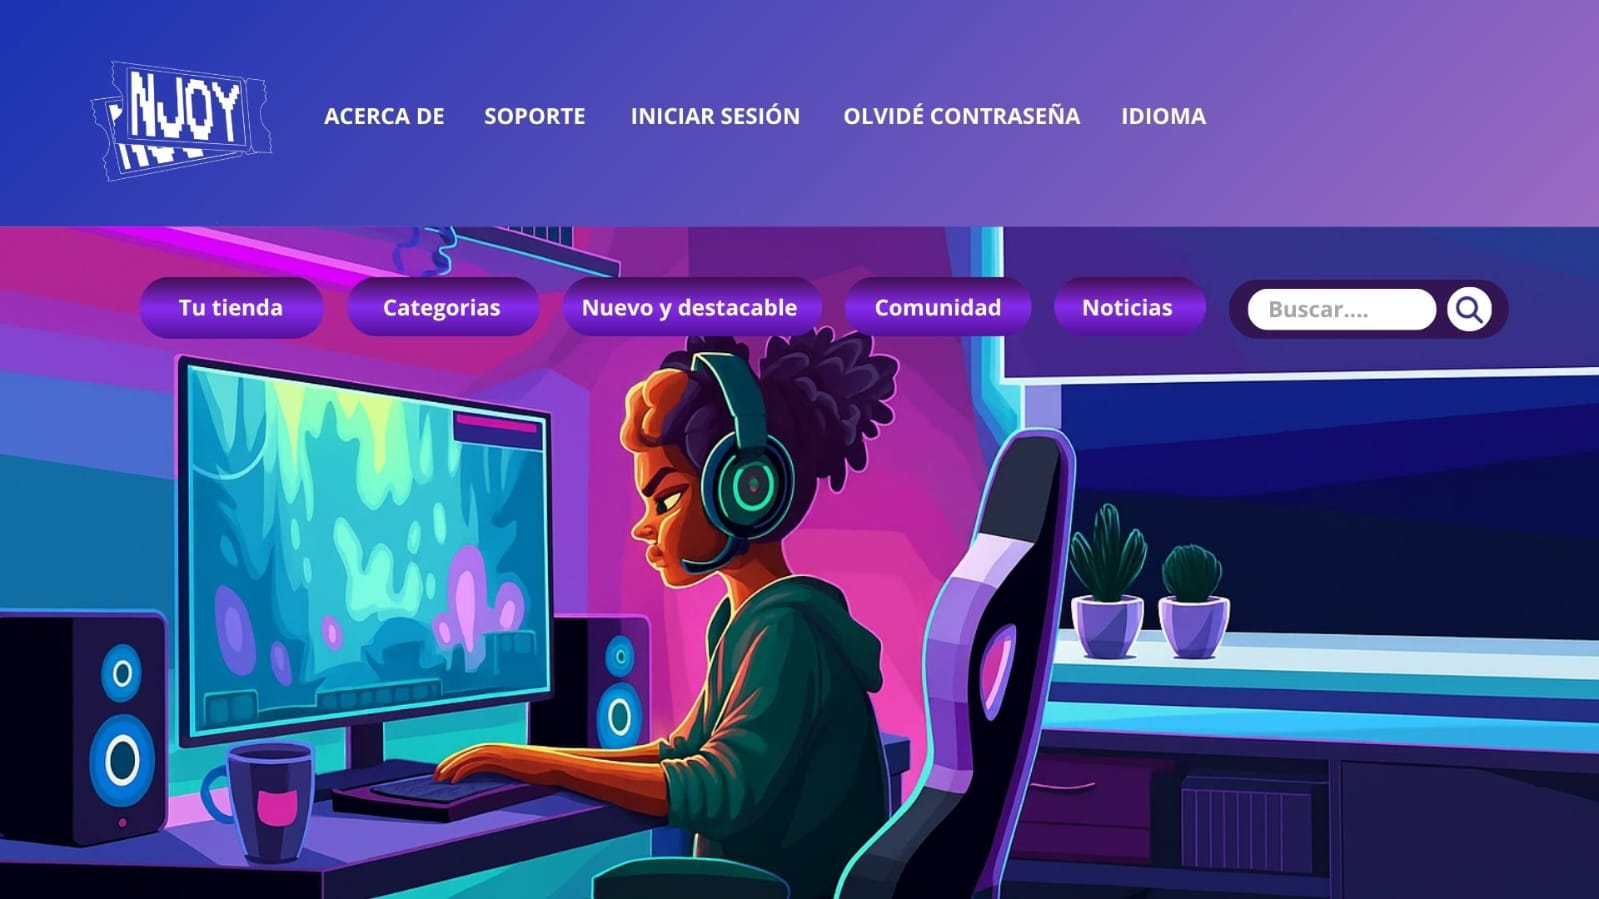 NJOY
ACERCA DE SOPORTE INICIAR SESIÓN OLVIDÉ CONTRASEÑA IDIOMA
Tu tienda Categorias Nuevo y destacable Comunidad Noticias Buscar....